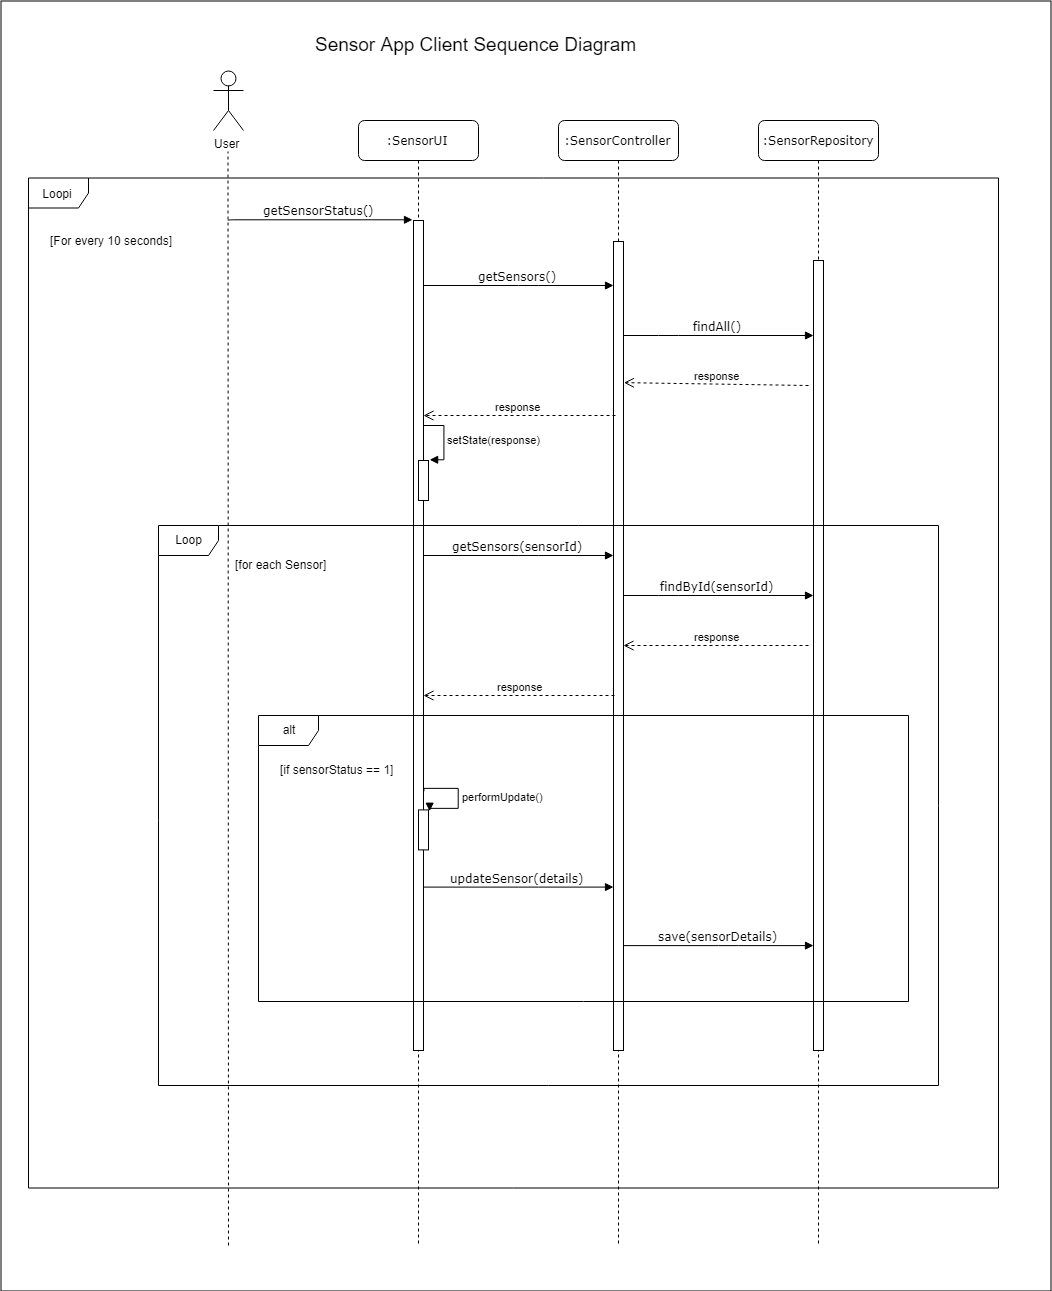 Sensor App Client Sequence Diagram
User
:SensorUI
:SensorController
:SensorRepository
Loopi
getSensorStatus()
[For every 10 seconds]
getSensors()
findAll()
response
response
setState(response)
Loop
getSensors(sensorId)
[for each Sensor]
findById(sensorId)
response
response
alt
[if sensorStatus == 1]
performUpdate()
updateSensor(details)
save(sensorDetails)